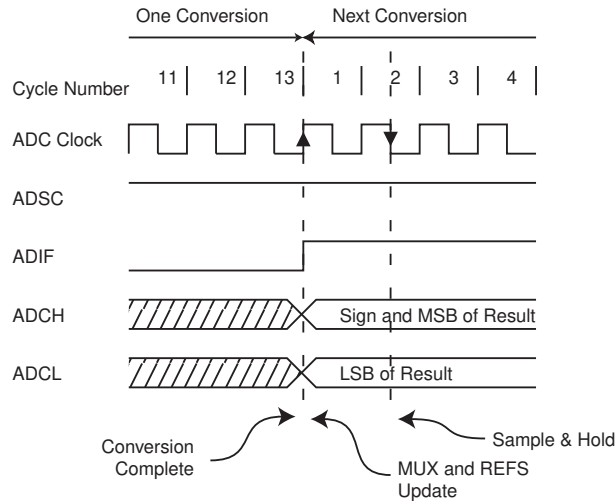 One Conversion Next Conversion
Cycle Number 11 12 13 1 2 3 4
ADC Clock
ADSC
ADIF
ADCH Sign and MSB of Result
ADCL LSB of Result
Conversion
Complete
MUX and REFS
Update
Sample & Hold